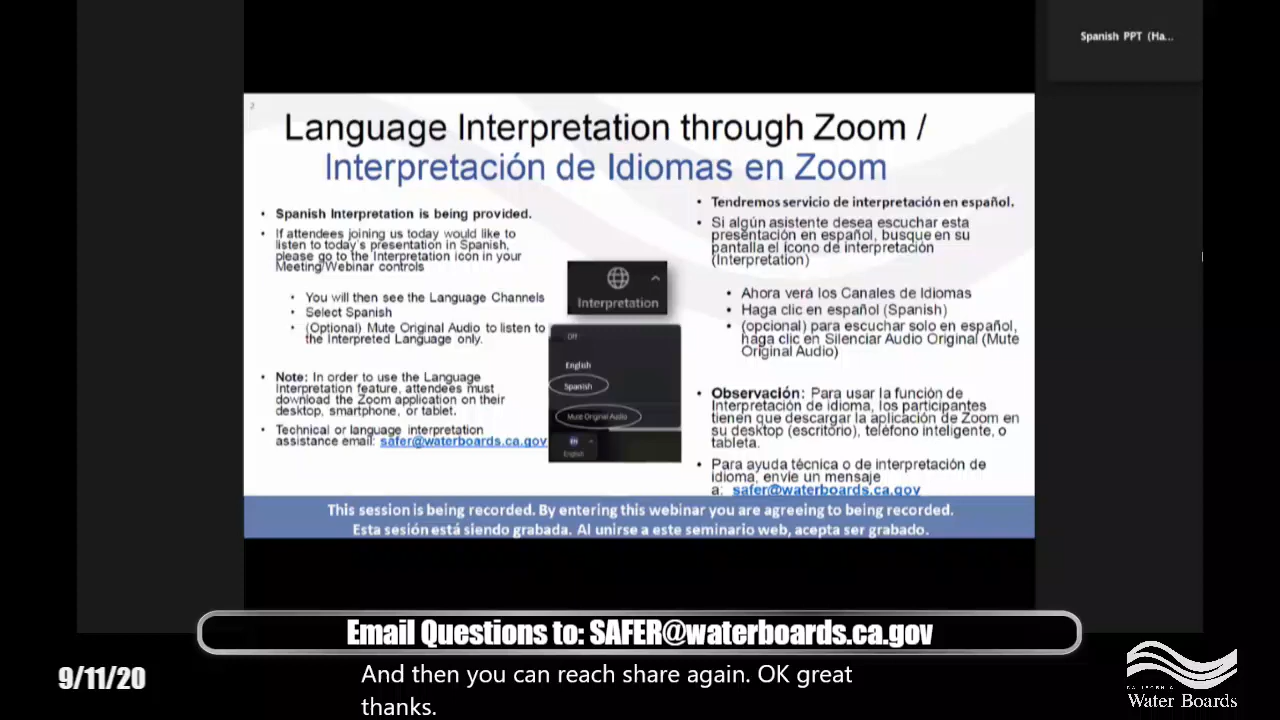 Spanish PPT (Ha...
2
Language Interpretation through Zoom /
Interpretación de Idiomas en Zoom
• Spanish Interpretation is being provided.
• If attendees joining us today would like to
listen to today's presentation in Spanish,
please go to the Interpretation icon in your
Meeting/Webinar controls
• You will then see the Language Channels
• Select Spanish
• (Optional) Mute Original Audio to listen to
the Interpreted Language only.
• Note: In order to use the Language
Interpretation feature, attendees must
download the Zoom application on their
desktop, smartphone, or tablet.
• Technical or language interpretation
assistance email: safer@waterboards.ca.gov
Interpretation
Off
English
Spanish
Mute Original Audio
EN
English
• Tendremos servicio de interpretación en español.
• Si algún asistente desea escuchar esta
presentación en español, busque en su
pantalla el ícono de interpretación
(Interpretation)
• Ahora verá los Canales de Idiomas
• Haga clic en español (Spanish)
• (opcional) para escuchar solo en español,
haga clic en Silenciar Audio Original (Mute
Original Audio)
• Observación: Para usar la función de
Interpretación de idioma, los participantes
tienen que descargar la aplicación de Zoom en
su desktop (escritorio), teléfono inteligente, o
tableta.
• Para ayuda técnica o de interpretación de
idioma, envie un mensaje
a: safer@waterboards.ca.gov
This session is being recorded. By entering this webinar you are agreeing to being recorded.
Esta sesión está siendo grabada. Al unirse a este seminario web, acepta ser grabado.
Email Questions to: SAFER@waterboards.ca.gov
9/11/20
And then you can reach share again. OK great
thanks.
CALIFORNIA
Water Boards